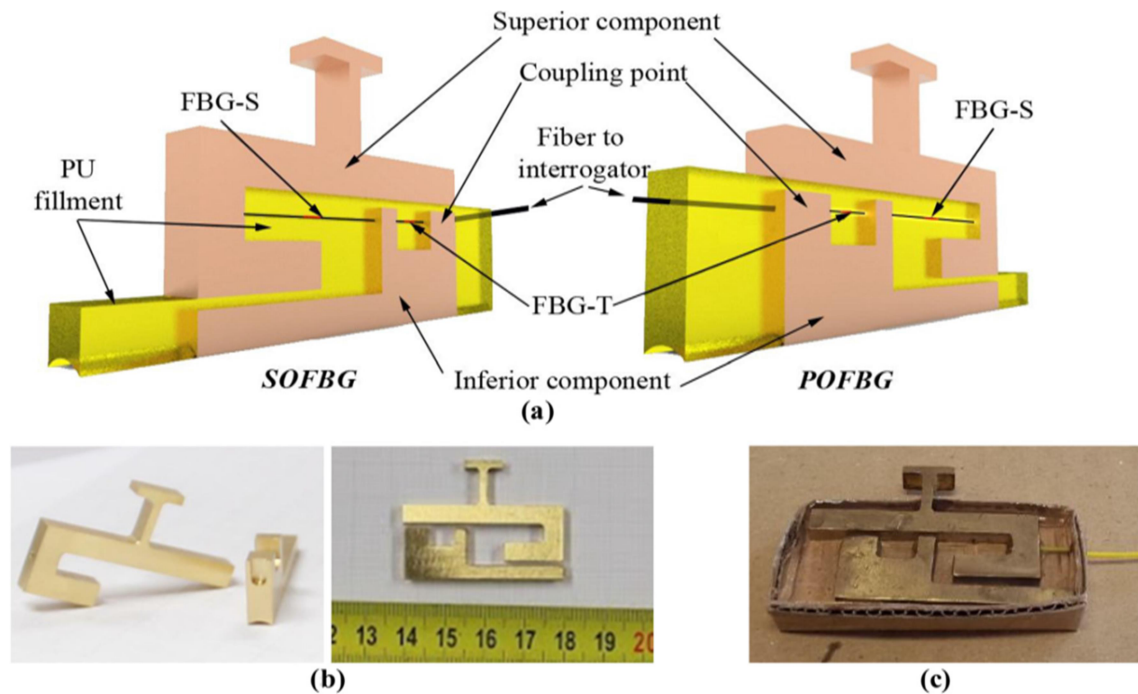 Superior component
Coupling point
FBG-S
FBG-S
Fiber to
interrogator
PU
fillment
FBG-T
SOFBG
Inferior component
POFBG
(a)
2 13 14 15 16 17 18 19 20
(b)
(c)